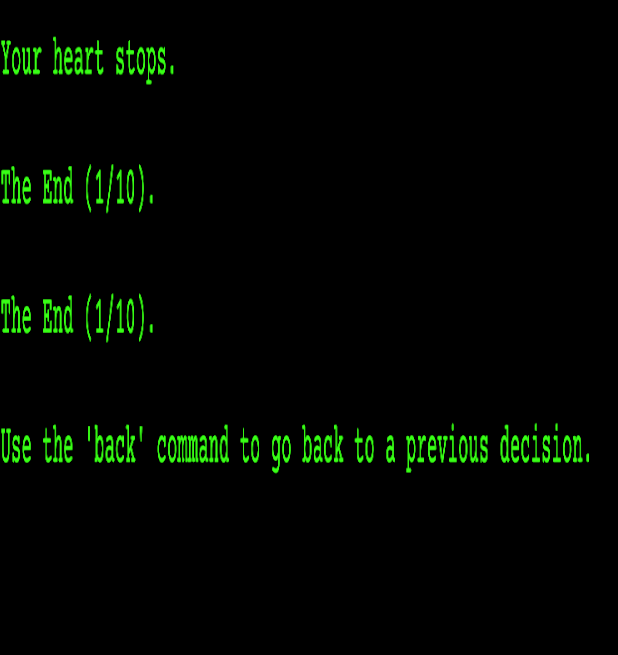 Your heart stops.
The End (1/10).
The End (1/10).
Use the 'back' command to go back to a previous decision.